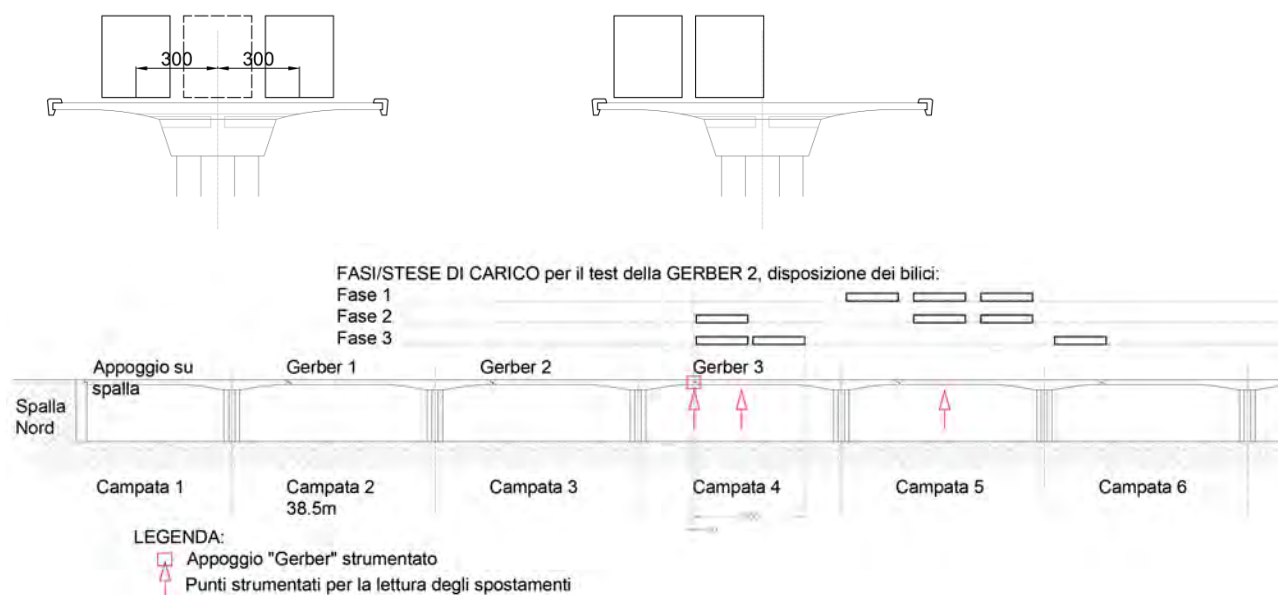 300 300
FASI/STESE DI CARICO per il test della GERBER 2, disposizione dei bilici:
Fase 1
Fase 2
Fase 3
Appoggio su spalla
Gerber 1
Gerber 2
Gerber 3
Spalla Nord
Campata 1
Campata 2
38.5m
Campata 3
Campata 4
Campata 5
Campata 6
LEGENDA:
Appoggio "Gerber" strumentato
Punti strumentati per la lettura degli spostamenti